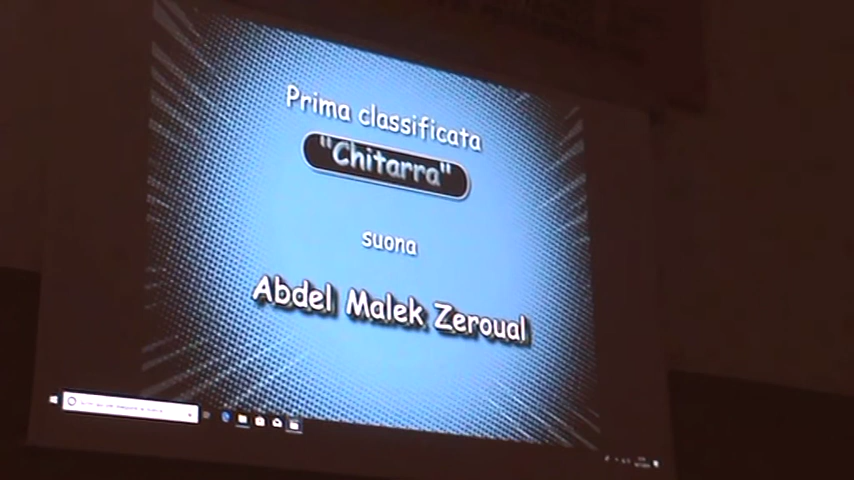 Prima classificata
"Chitarra"
suona
Abdel Malek Zeroual